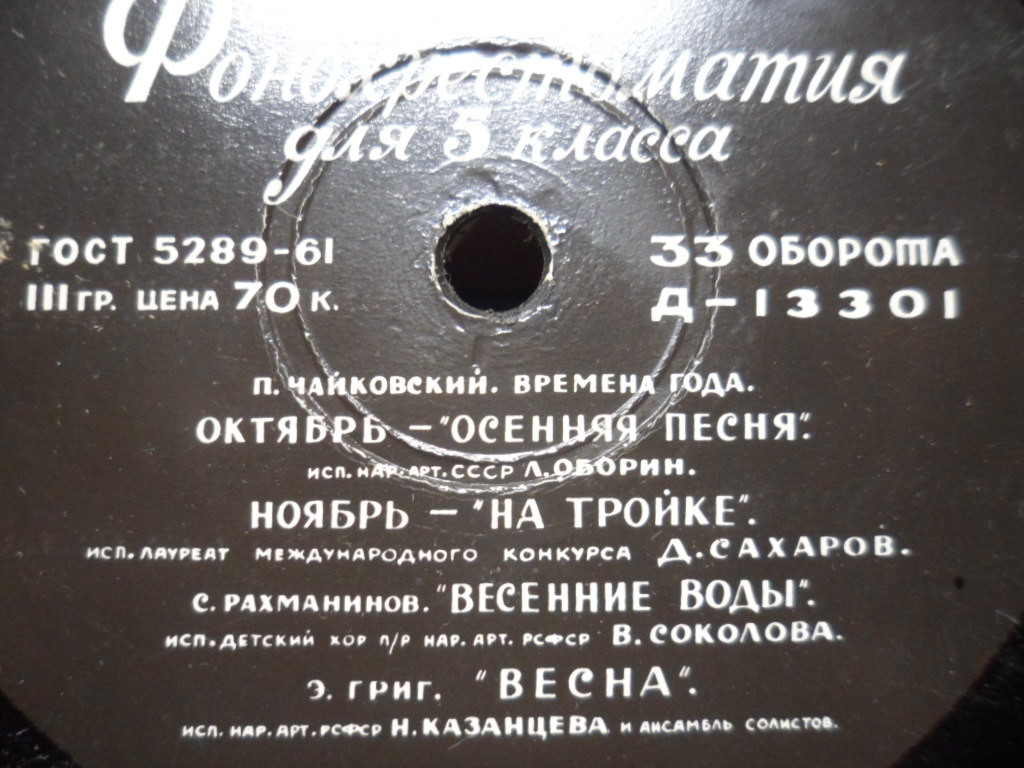 Фонохрестоматия
для 5 класса
ГОСТ 5289-61
III ГР. ЦЕНА 70 К.
33 ОБОРОТА
Д-13301
П. ЧАЙКОВСКИЙ. ВРЕМЕНА ГОДА.
ОКТЯБРЬ — "ОСЕННЯЯ ПЕСНЯ".
ИСП. НАР. АРТ. СССР Л. ОБОРИН.
НОЯБРЬ — "НА ТРОЙКЕ".
ИСП. ЛАУРЕАТ МЕЖДУНАРОДНОГО КОНКУРСА Д. САХАРОВ.
С. РАХМАНИНОВ. "ВЕСЕННИЕ ВОДЫ".
ИСП. ДЕТСКИЙ ХОР П/Р НАР. АРТ. РСФСР В. СОКОЛОВА.
Э. ГРИГ. "ВЕСНА".
ИСП. НАР. АРТ. РСФСР Н. КАЗАНЦЕВА И АНСАМБЛЬ СОЛИСТОВ.